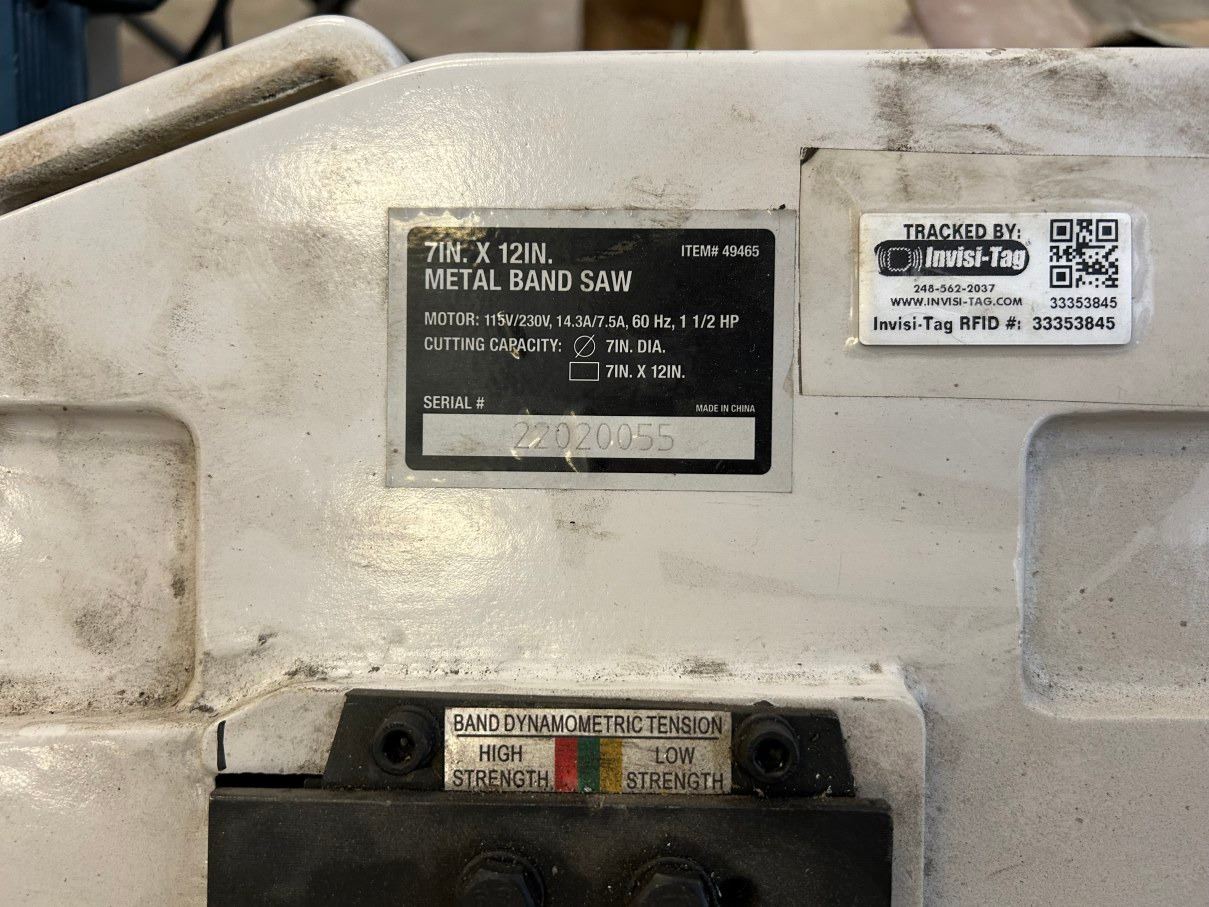 7IN. X 12IN.
METAL BAND SAW
ITEM# 49465
MOTOR: 115V/230V, 14.3A/7.5A, 60 Hz, 1 1/2 HP
CUTTING CAPACITY: 7IN. DIA.
7IN. X 12IN.
SERIAL #
MADE IN CHINA
22020055
TRACKED BY:
Invisi-Tag
248-562-2037
WWW.INVISI-TAG.COM
33353845
Invisi-Tag RFID #: 33353845
BAND DYNAMOMETRIC TENSION
HIGH STRENGTH
LOW STRENGTH